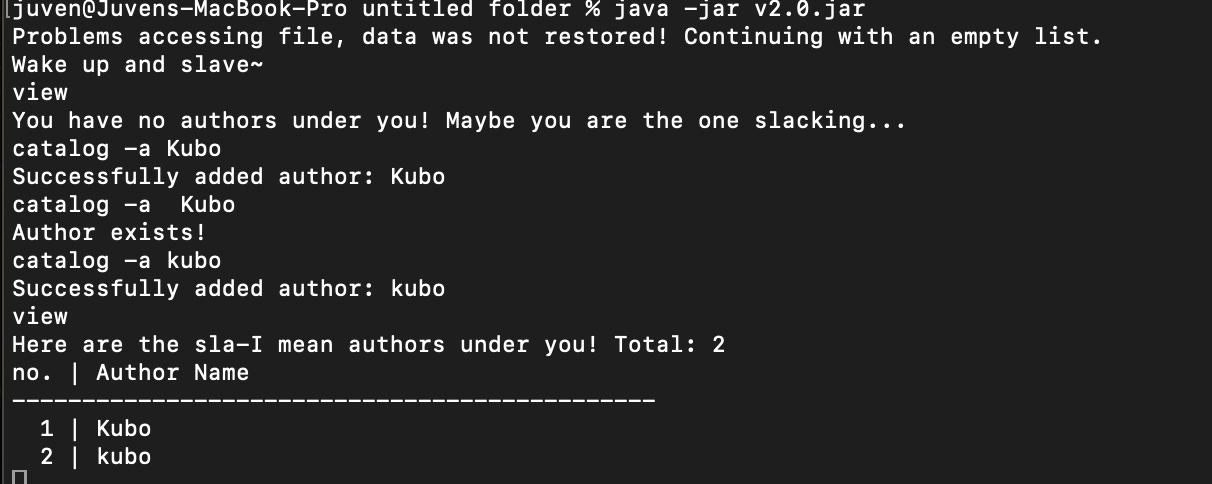 [juven@Juvens-MacBook-Pro untitled folder % java -jar v2.0.jar
Problems accessing file, data was not restored! Continuing with an empty list.
Wake up and slave~
view
You have no authors under you! Maybe you are the one slacking...
catalog -a Kubo
Successfully added author: Kubo
catalog -a  Kubo
Author exists!
catalog -a kubo
Successfully added author: kubo
view
Here are the sla-I mean authors under you! Total: 2
no. | Author Name
----------------------------------------------
  1 | Kubo
  2 | kubo